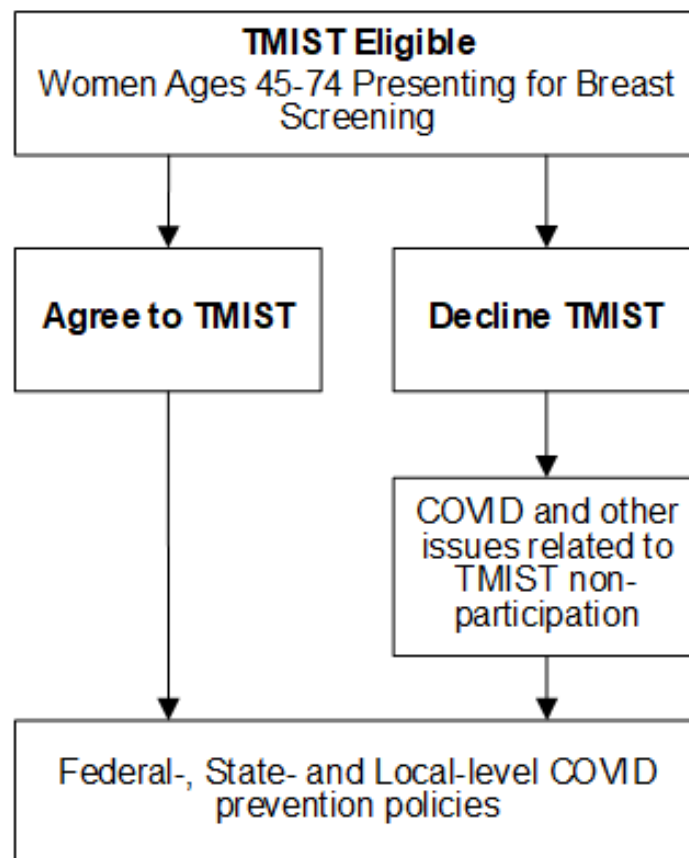 TMIST Eligible
Women Ages 45-74 Presenting for Breast
Screening
Agree to TMIST
Decline TMIST
COVID and other
issues related to
TMIST non-
participation
Federal-, State- and Local-level COVID
prevention policies